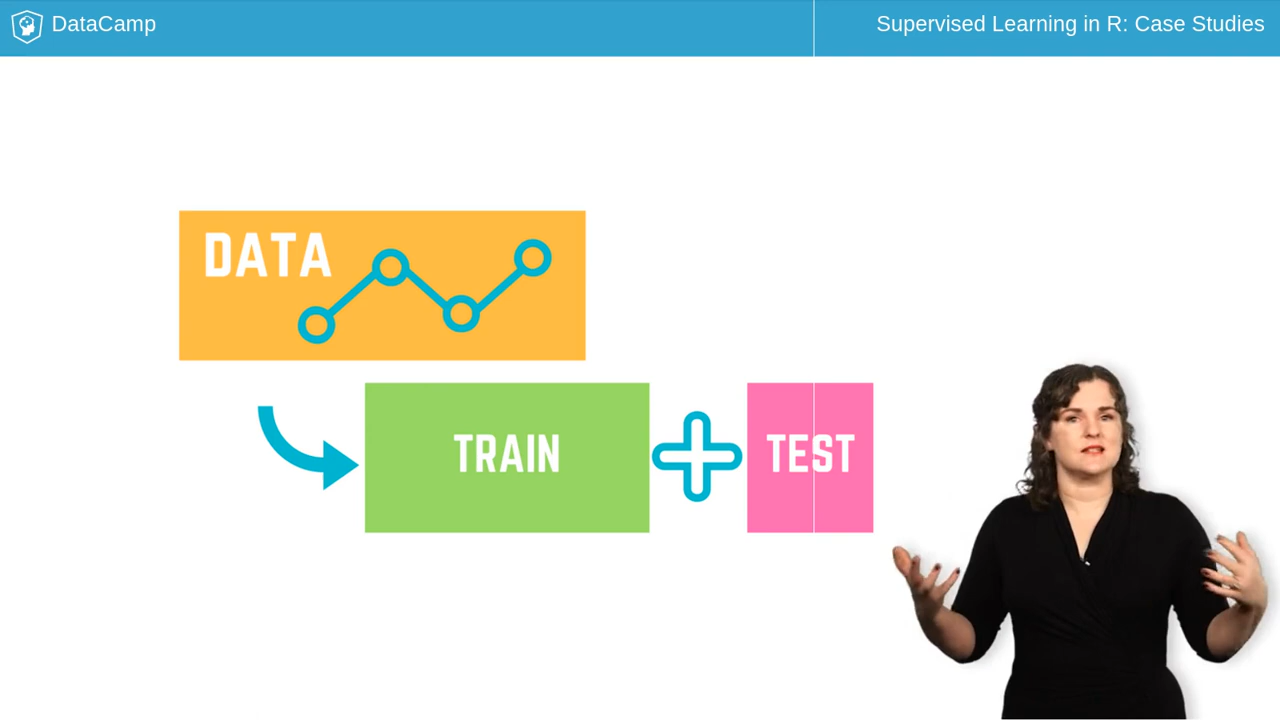 DataCamp
Supervised Learning in R: Case Studies
DATA
TRAIN
TEST